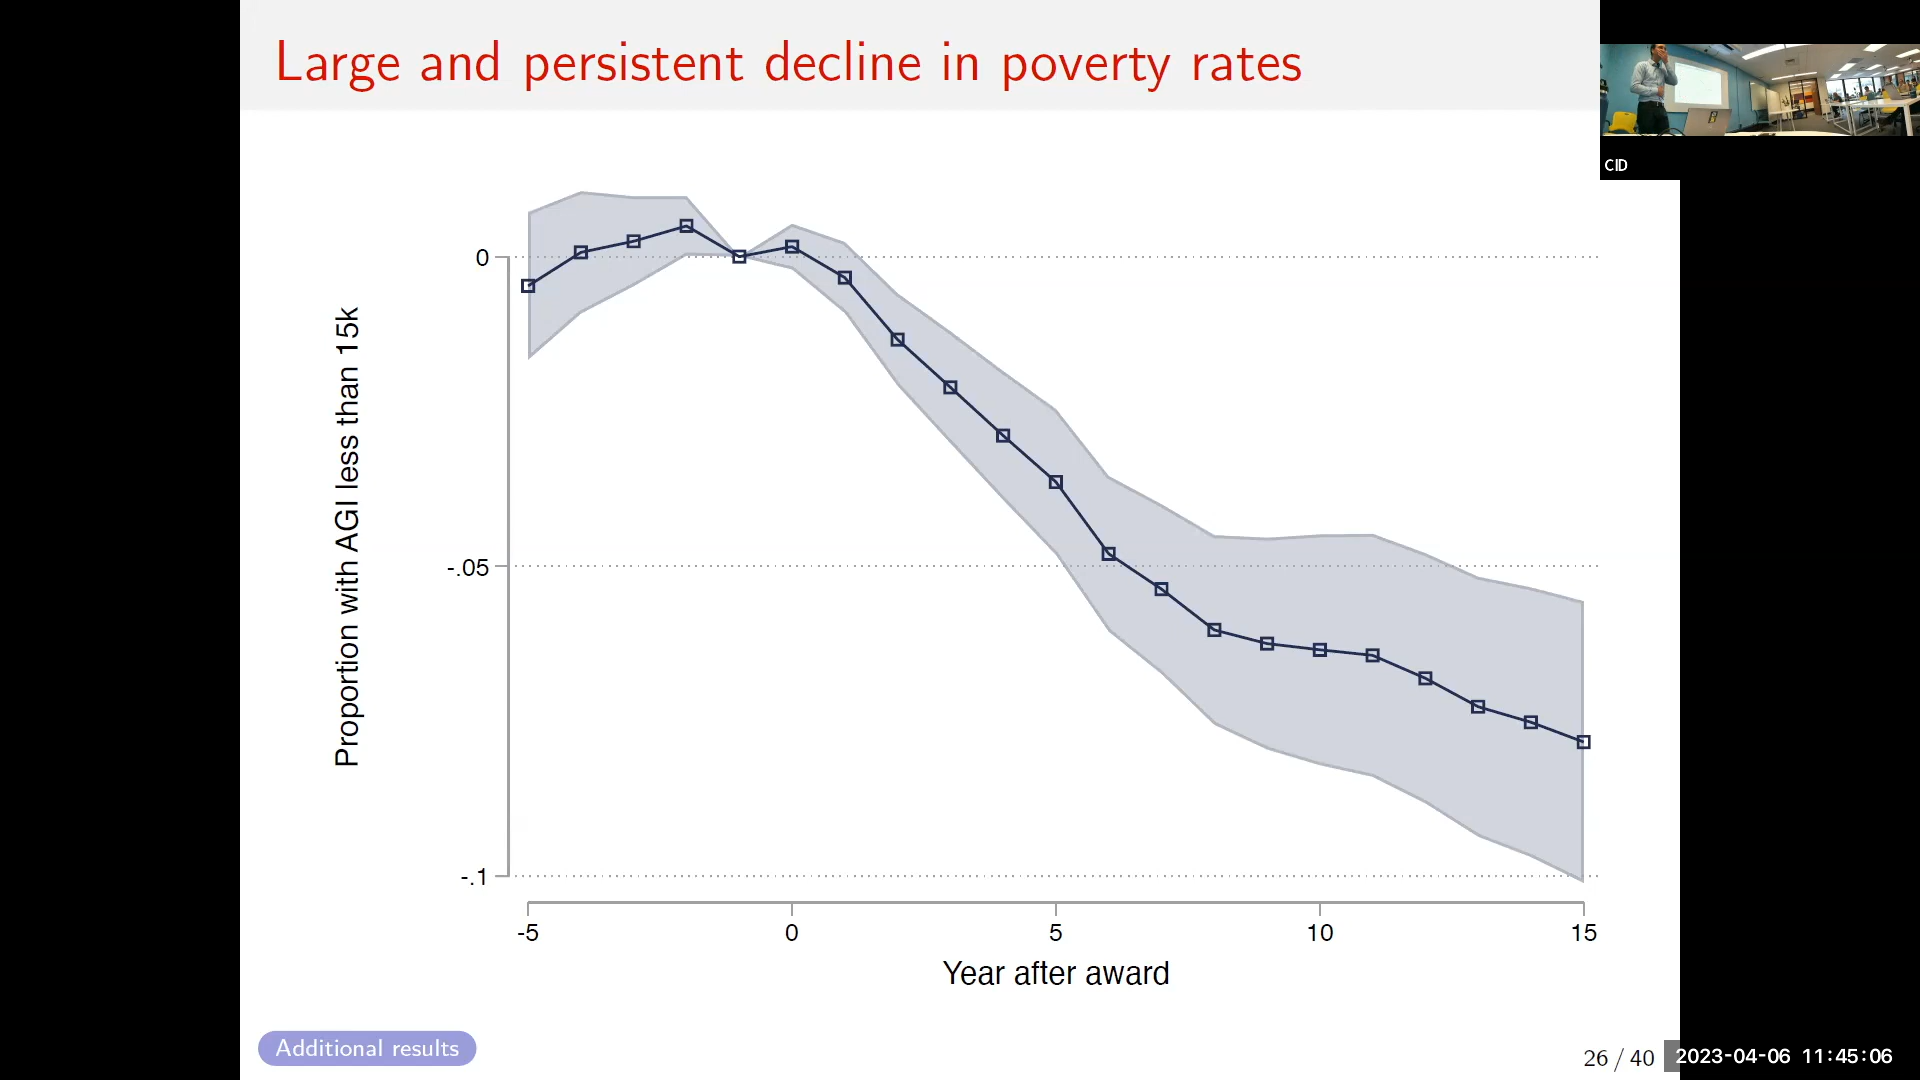 Large and persistent decline in poverty rates
CID
Proportion with AGI less than 15k
0
-.05
-.1
-5
0
5
10
15
Year after award
Additional results
26 / 40
2023-04-06 11:45:06